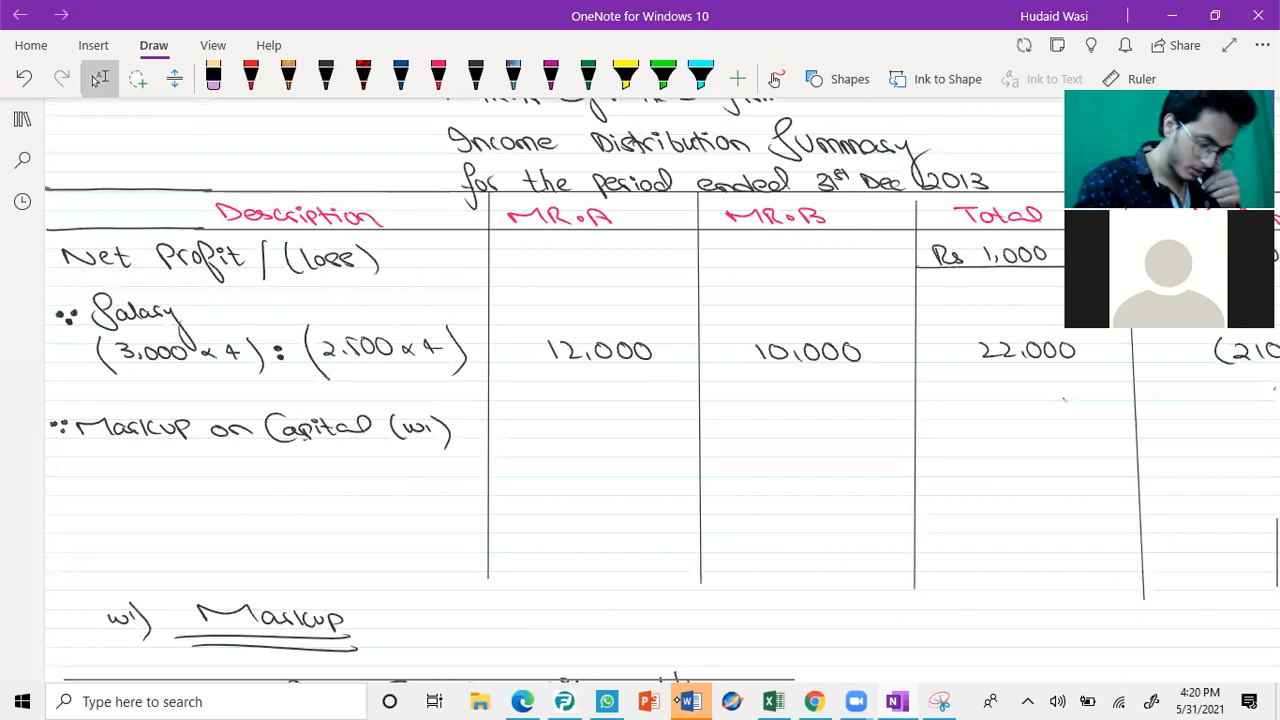 OneNote for Windows 10
Hudaid Wasi
Home Insert Draw View Help
Share
Shapes
Ink to Shape
Ink to Text
Ruler
Income Distribution Summary
for the period ended 31st Dec 2013
Description MR.A MR.B Total
Net Profit / (loss) Rs 1,000
Salary
(3,000 x 4) : (2,500 x 4) 12,000 10,000 22,000 (210
Markup on Capital (w1)
w1) Markup
Type here to search
4:20 PM
5/31/2021